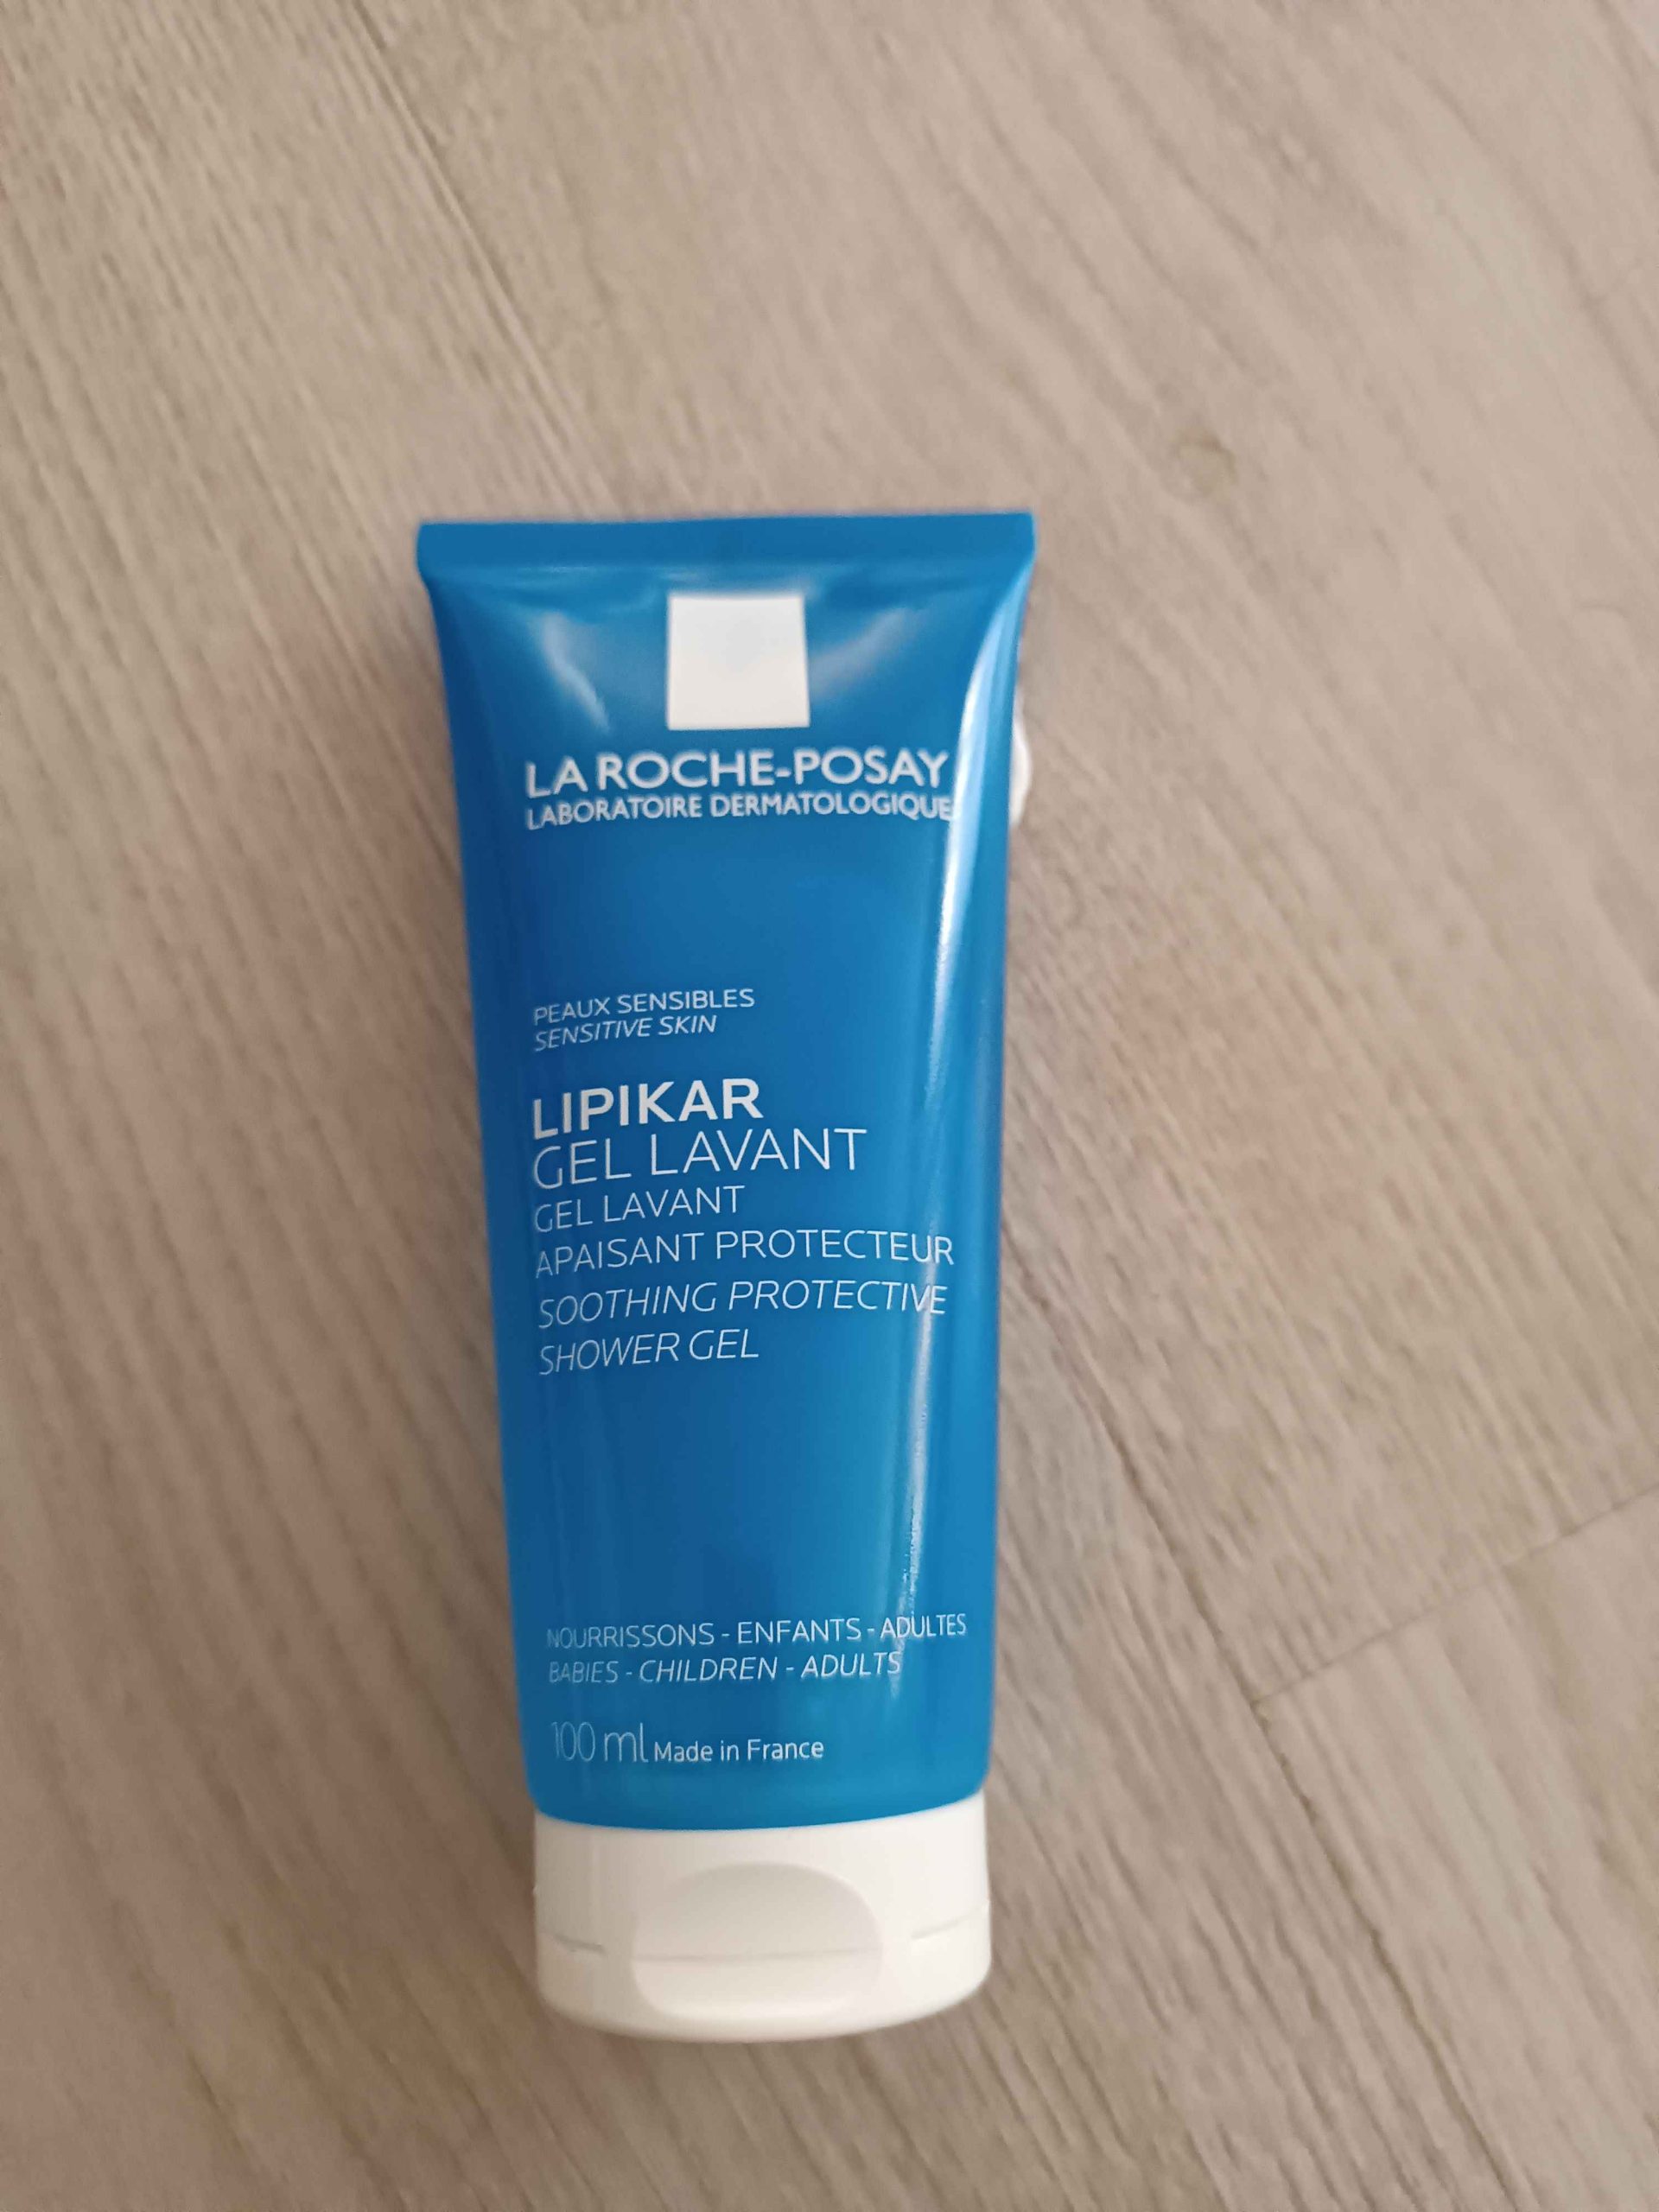 LA ROCHE-POSAY
LABORATOIRE DERMATOLOGIQUE
PEAUX SENSIBLES
SENSITIVE SKIN
LIPIKAR
GEL LAVANT
GEL LAVANT
APAISANT PROTECTEUR
SOOTHING PROTECTIVE
SHOWER GEL
NOURRISSONS - ENFANTS - ADULTES
BABIES - CHILDREN - ADULTS
100 ml Made in France